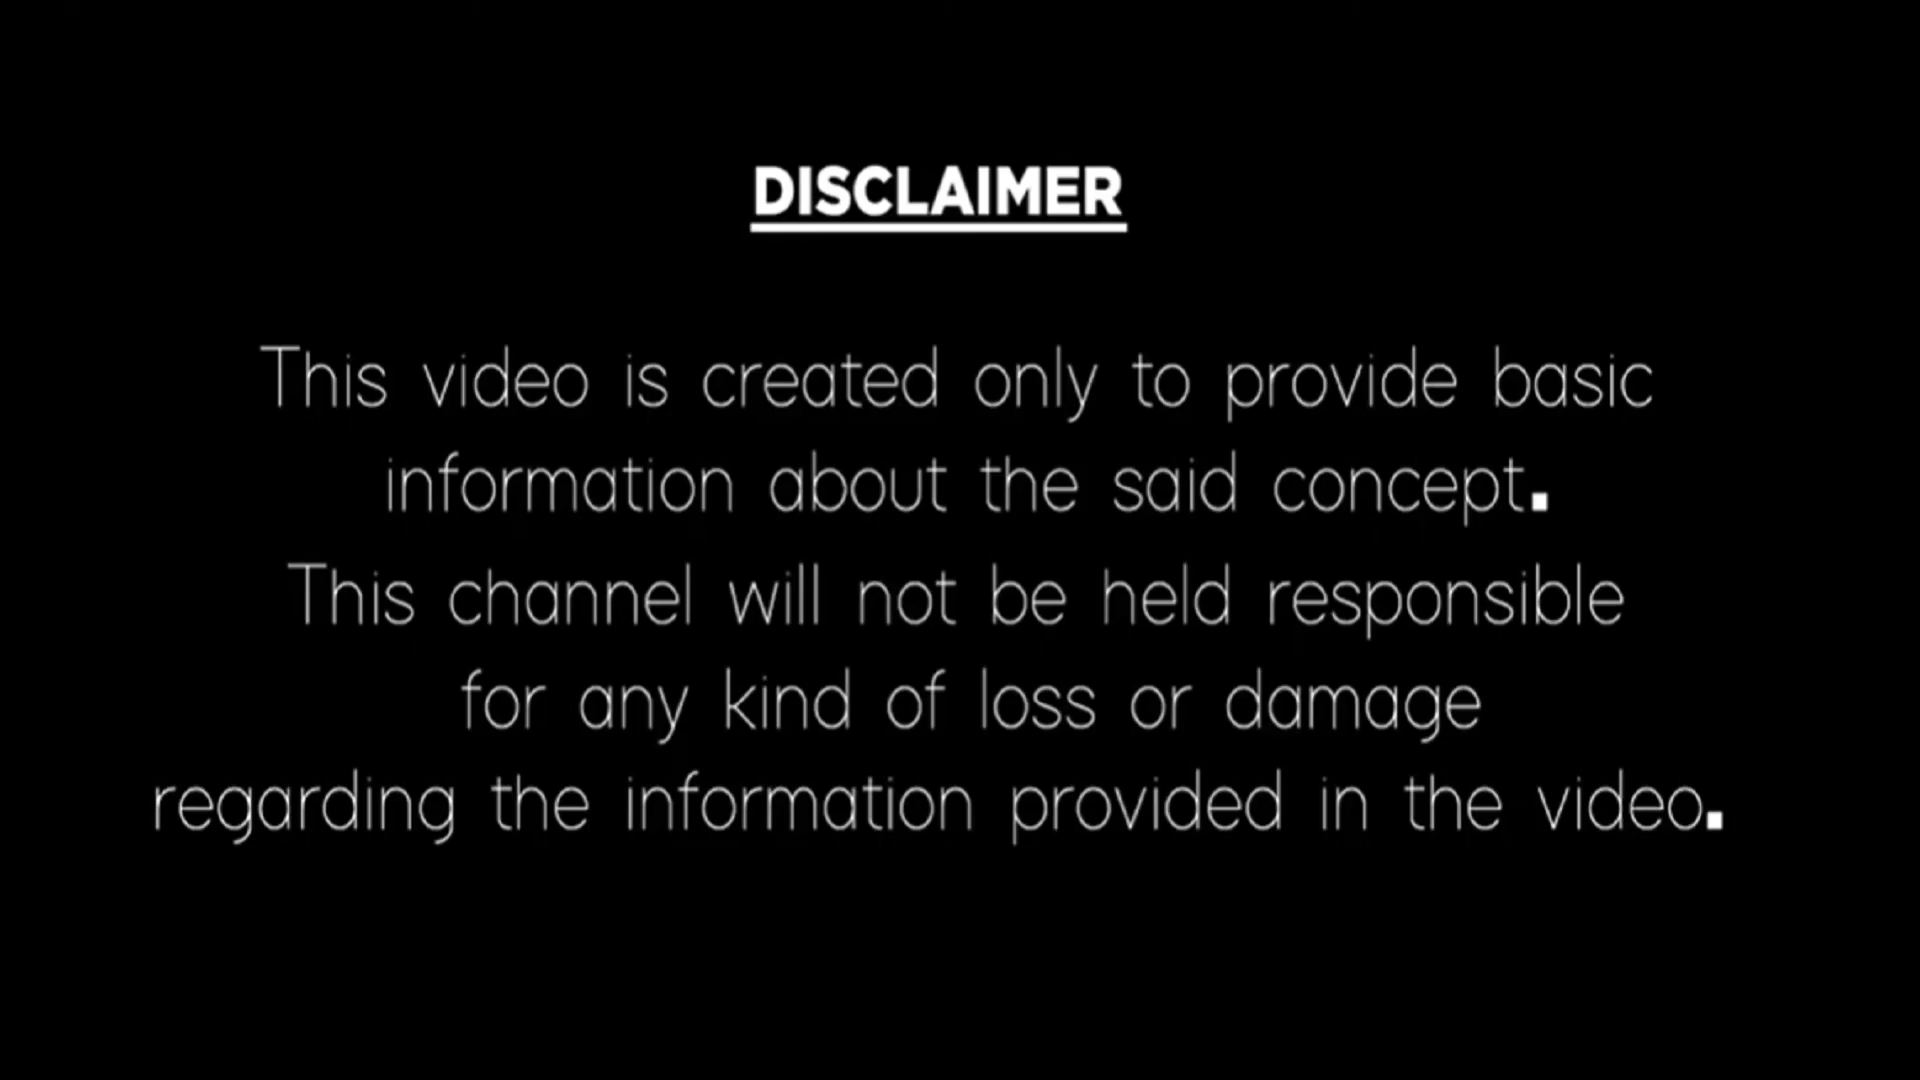 DISCLAIMER
This video is created only to provide basic
information about the said concept.
This channel will not be held responsible
for any kind of loss or damage
regarding the information provided in the video.